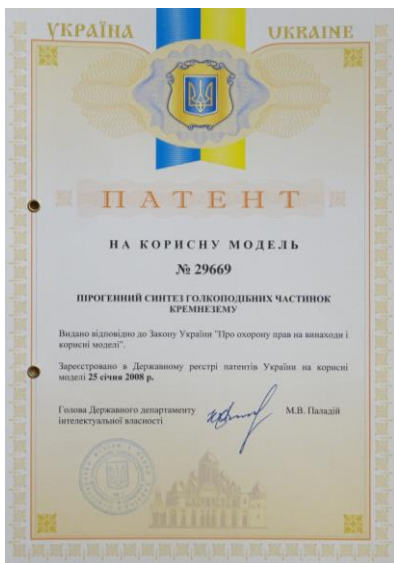 УКРАЇНА UKRAINE
ПАТЕНТ
НА КОРИСНУ МОДЕЛЬ
№ 29669
ПІРОГЕННИЙ СИНТЕЗ ГОЛКОПОДІБНИХ ЧАСТИНОК
КРЕМНЕЗЕМУ
Видано відповідно до Закону України "Про охорону прав на винаходи і
корисні моделі".
Зареєстровано в Державному реєстрі патентів України на корисні
моделі 25 січня 2008 р.
Голова Державного департаменту
інтелектуальної власності
М.В. Паладій